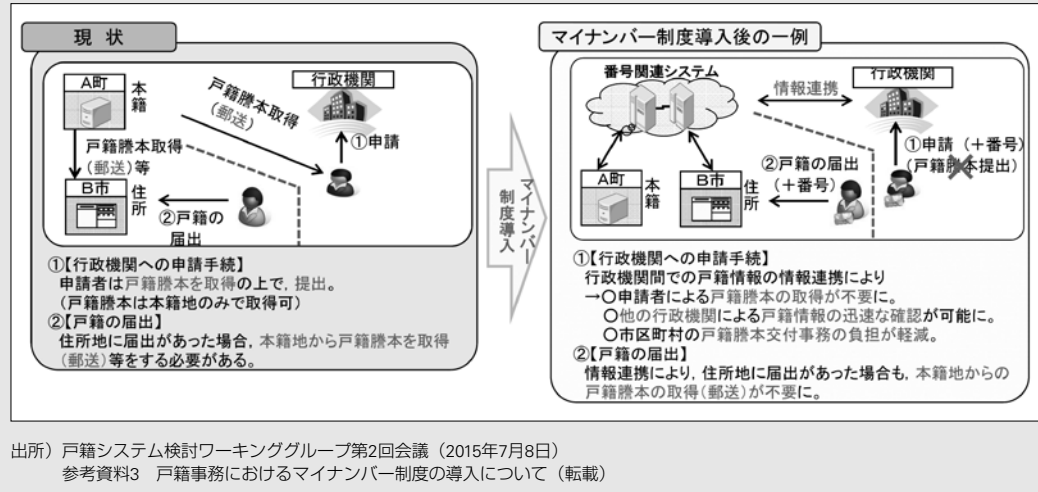 現状
A町
本籍
行政機関
戸籍謄本取得
(郵送)
①申請
戸籍謄本取得
(郵送)等
B市
住所
②戸籍の
届出
①【行政機関への申請手続】
申請者は戸籍謄本を取得の上で，提出。
(戸籍謄本は本籍地のみで取得可)
②【戸籍の届出】
住所地に届出があった場合，本籍地から戸籍謄本を取得
(郵送)等をする必要がある。
マイナンバー
制度導入
マイナンバー制度導入後の一例
番号関連システム
行政機関
情報連携
①申請（＋番号）
(戸籍謄本提出)
②戸籍の届出
（＋番号）
A町
本籍
B市
住所
①【行政機関への申請手続】
行政機関間での戸籍情報の情報連携により
→○申請者による戸籍謄本の取得が不要に。
○他の行政機関による戸籍情報の迅速な確認が可能に。
○市区町村の戸籍謄本交付事務の負担が軽減。
②【戸籍の届出】
情報連携により，住所地に届出があった場合も，本籍地からの
戸籍謄本の取得(郵送)が不要に。
出所）戸籍システム検討ワーキンググループ第2回会議（2015年7月8日）
参考資料3　戸籍事務におけるマイナンバー制度の導入について（転載）